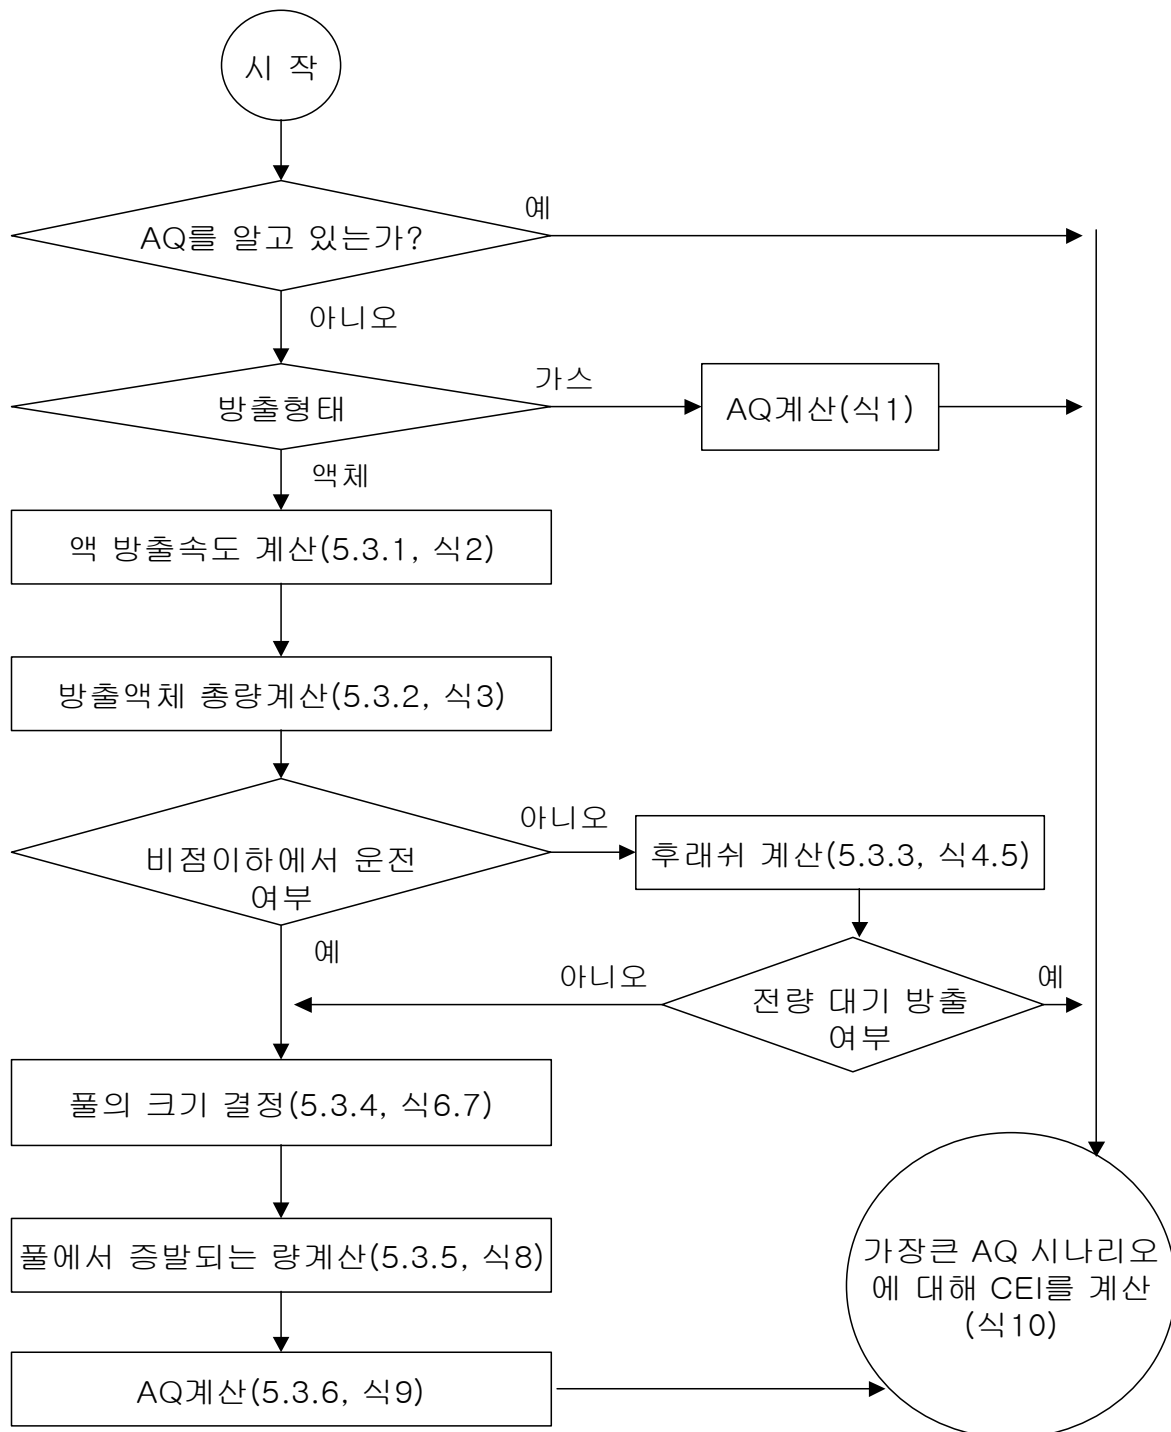 시 작
예
AQ를 알고 있는가?
아니오
가스
방출형태
AQ계산(식1)
액체
액 방출속도 계산(5.3.1, 식2)
방출액체 총량계산(5.3.2, 식3)
아니오
비점이하에서 운전
여부
후래쉬 계산(5.3.3, 식4.5)
예
아니오
예
전량 대기 방출
여부
풀의 크기 결정(5.3.4, 식6.7)
풀에서 증발되는 량계산(5.3.5, 식8)
가장큰 AQ 시나리오
에 대해 CEI를 계산
(식10)
AQ계산(5.3.6, 식9)